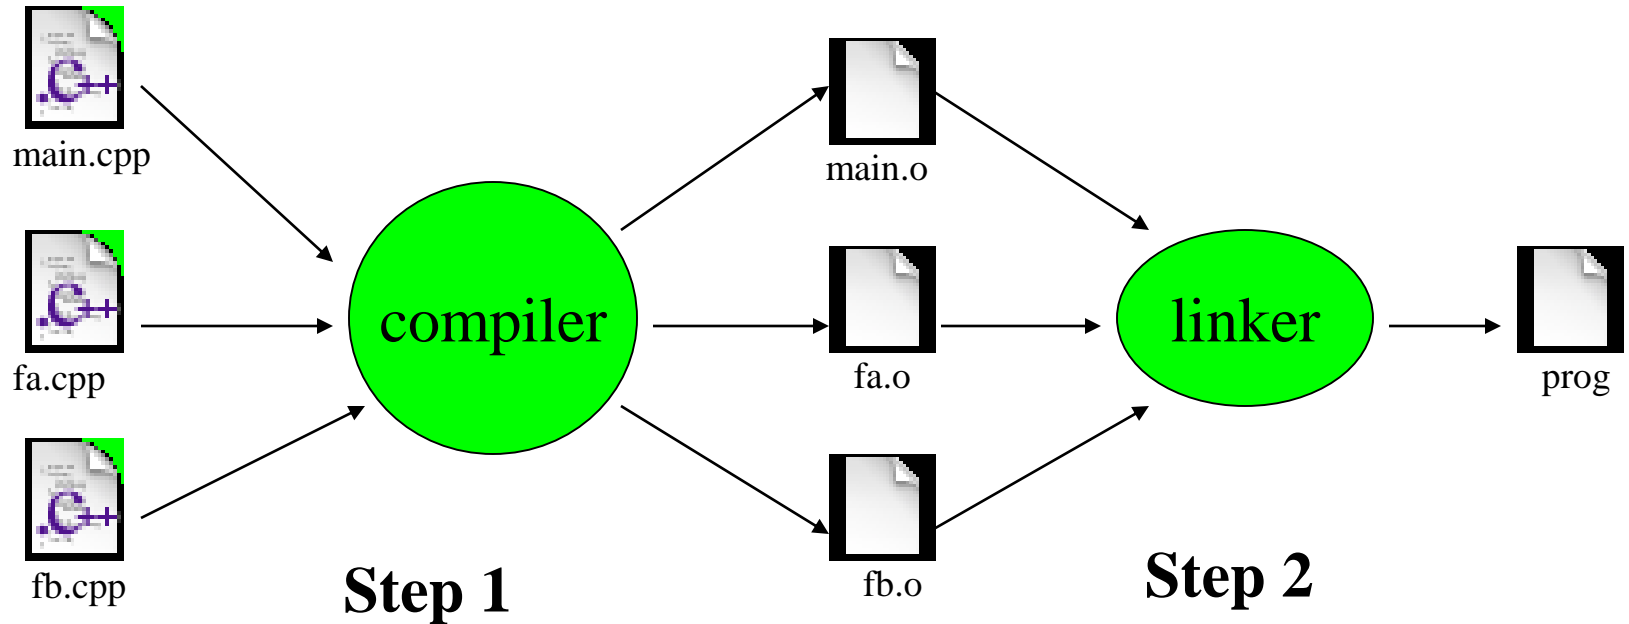 main.cpp
fa.cpp
fb.cpp
compiler
Step 1
main.o
fa.o
fb.o
linker
Step 2
prog